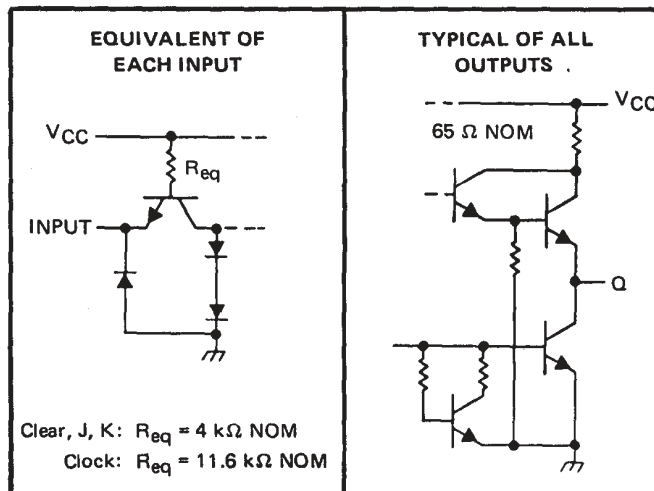 EQUIVALENT OF
EACH INPUT
VCC
Req
INPUT
Clear, J, K: Req = 4 kΩ NOM
Clock: Req = 11.6 kΩ NOM
TYPICAL OF ALL
OUTPUTS
VCC
65 Ω NOM
Q